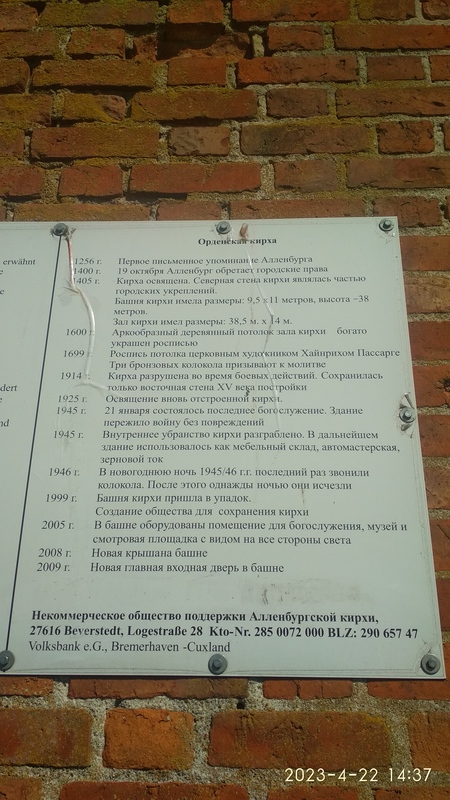 erwähnt
dert
nd
Орденская кирха
1256 г. Первое письменное упоминание Алленбурга
1400 г. 19 октября Алленбург обретает городские права
1405 г. Кирха освящена. Северная стена кирхи являлась частью
городских укреплений.
Башня кирхи имела размеры: 9,5 x11 метров, высота ~38
метров.
Зал кирхи имел размеры: 38,5 м. x 14 м.
1600 г. Аркообразный деревянный потолок зала кирхи богато
украшен росписью
1699 г. Роспись потолка церковным художником Хайнрихом Пассарге
Три бронзовых колокола призывают к молитве
1914 г. Кирха разрушена во время боевых действий. Сохранилась
только восточная стена XV века постройки
1925 г. Освящение вновь отстроенной кирхи.
1945 г. 21 января состоялось последнее богослужение. Здание
пережило войну без повреждений
1945 г. Внутреннее убранство кирхи разграблено. В дальнейшем
здание использовалось как мебельный склад, автомастерская,
зерновой ток
1946 г. В новогоднюю ночь 1945/46 г.г. последний раз звонили
колокола. После этого однажды ночью они исчезли
1999 г. Башня кирхи пришла в упадок.
Создание общества для сохранения кирхи
2005 г. В башне оборудованы помещение для богослужения, музей и
смотровая площадка с видом на все стороны света
2008 г. Новая крышана башне
2009 г. Новая главная входная дверь в башне
Некоммерческое общество поддержки Алленбургской кирхи,
27616 Beverstedt, Logestraße 28 Kto-Nr. 285 0072 000 BLZ: 290 657 47
Volksbank e.G., Bremerhaven -Cuxland
2023-4-22 14:37